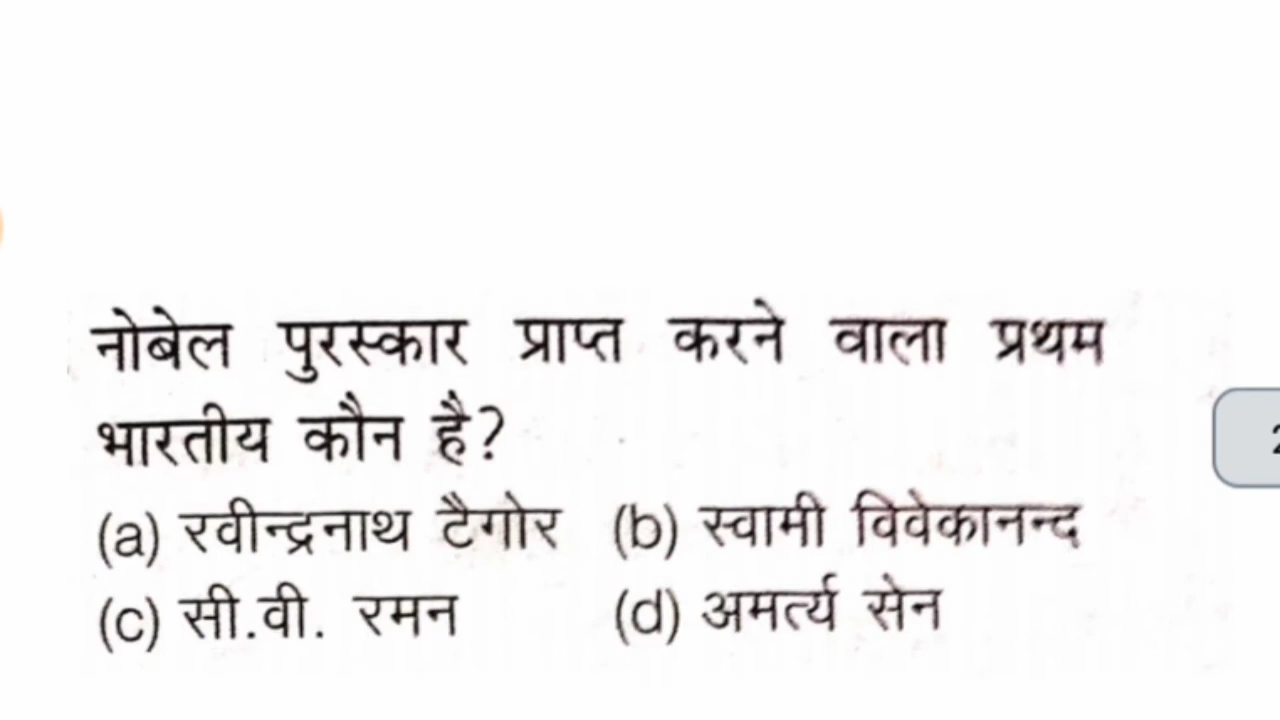 नोबेल पुरस्कार प्राप्त करने वाला प्रथम
भारतीय कौन है?
(a) रवीन्द्रनाथ टैगोर (b) स्वामी विवेकानन्द
(c) सी.वी. रमन (d) अमर्त्य सेन